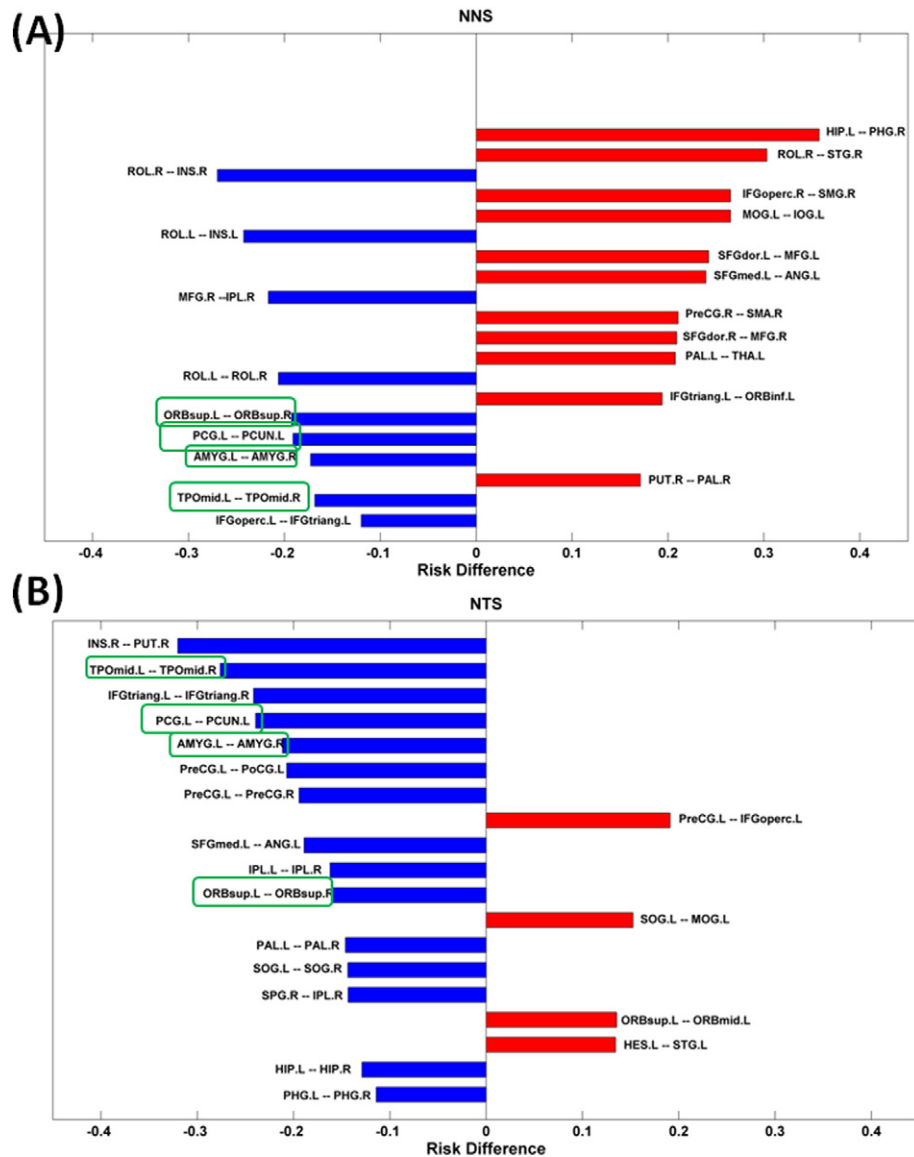 (A)
NNS
HIP.L -- PHG.R
ROL.R -- STG.R
ROL.R -- INS.R
IFGoperc.R -- SMG.R
MOG.L -- IOG.L
ROL.L -- INS.L
SFGdor.L -- MFG.L
SFGmed.L -- ANG.L
MFG.R --IPL.R
PreCG.R -- SMA.R
SFGdor.R -- MFG.R
PAL.L -- THA.L
ROL.L -- ROL.R
IFGtriang.L -- ORBinf.L
ORBsup.L -- ORBsup.R
PCG.L -- PCUN.L
AMYG.L -- AMYG.R
PUT.R -- PAL.R
TPOmid.L -- TPOmid.R
IFGoperc.L -- IFGtriang.L
-0.4 -0.3 -0.2 -0.1 0 0.1 0.2 0.3 0.4
Risk Difference
(B)
NTS
INS.R -- PUT.R
TPOmid.L -- TPOmid.R
IFGtriang.L -- IFGtriang.R
PCG.L -- PCUN.L
AMYG.L -- AMYG.R
PreCG.L -- PoCG.L
PreCG.L -- PreCG.R
PreCG.L -- IFGoperc.L
SFGmed.L -- ANG.L
IPL.L -- IPL.R
ORBsup.L -- ORBsup.R
SOG.L -- MOG.L
PAL.L -- PAL.R
SOG.L -- SOG.R
SPG.R -- IPL.R
ORBsup.L -- ORBmid.L
HES.L -- STG.L
HIP.L -- HIP.R
PHG.L -- PHG.R
-0.4 -0.3 -0.2 -0.1 0 0.1 0.2 0.3 0.4
Risk Difference